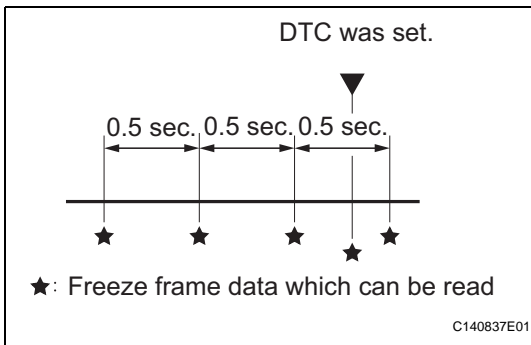 DTC was set.
0.5 sec. 0.5 sec. 0.5 sec.
★: Freeze frame data which can be read
C140837E01